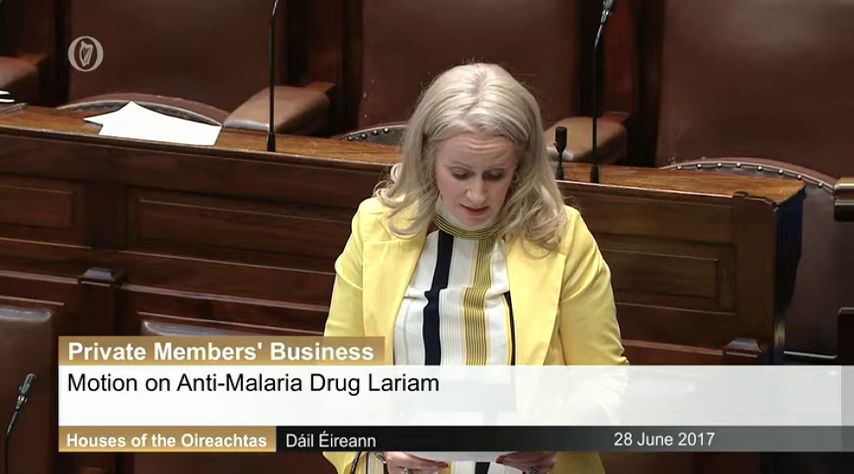 Private Members' Business
Motion on Anti-Malaria Drug Lariam
Houses of the Oireachtas
Dáil Éireann
28 June 2017